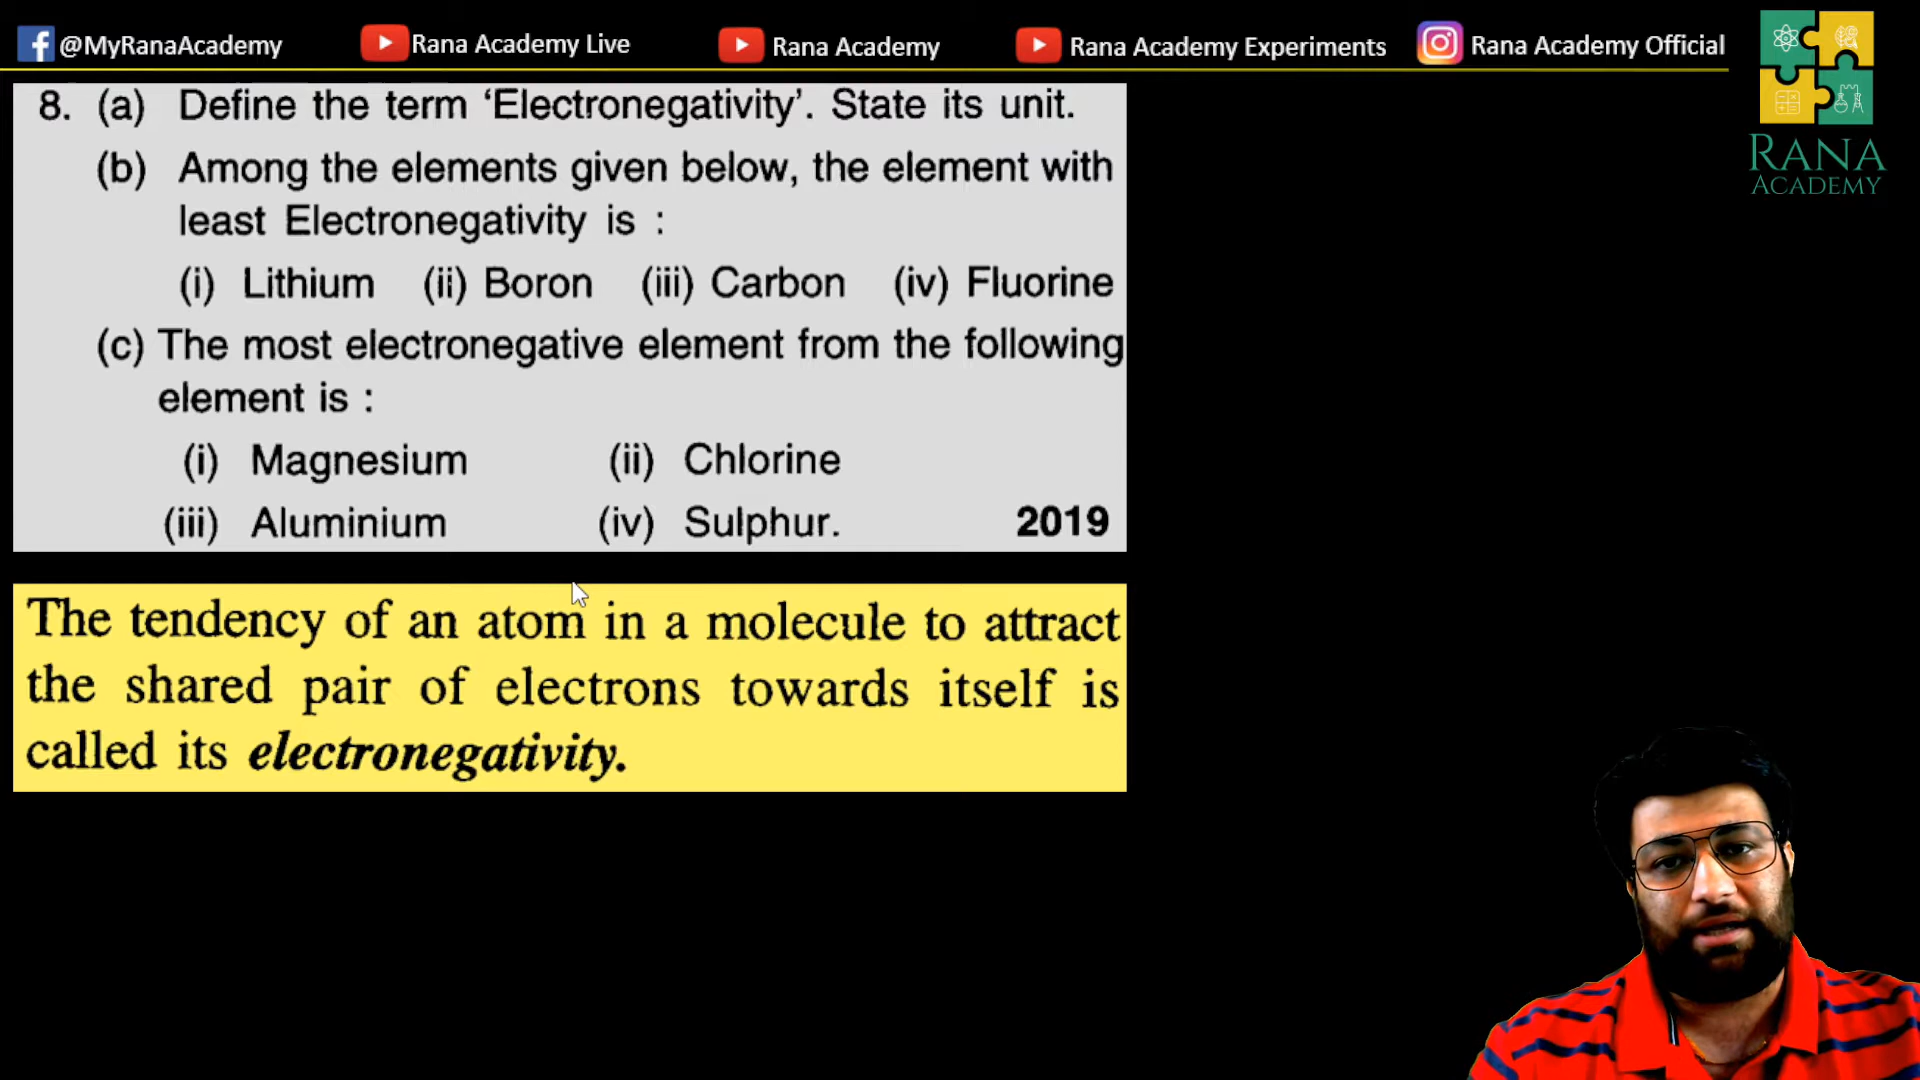 @MyRanaAcademy Rana Academy Live Rana Academy Rana Academy Experiments Rana Academy Official
RANA
ACADEMY
8. (a) Define the term ‘Electronegativity’. State its unit.
(b) Among the elements given below, the element with
least Electronegativity is :
(i) Lithium (ii) Boron (iii) Carbon (iv) Fluorine
(c) The most electronegative element from the following
element is :
(i) Magnesium (ii) Chlorine
(iii) Aluminium (iv) Sulphur. 2019
The tendency of an atom in a molecule to attract
the shared pair of electrons towards itself is
called its electronegativity.